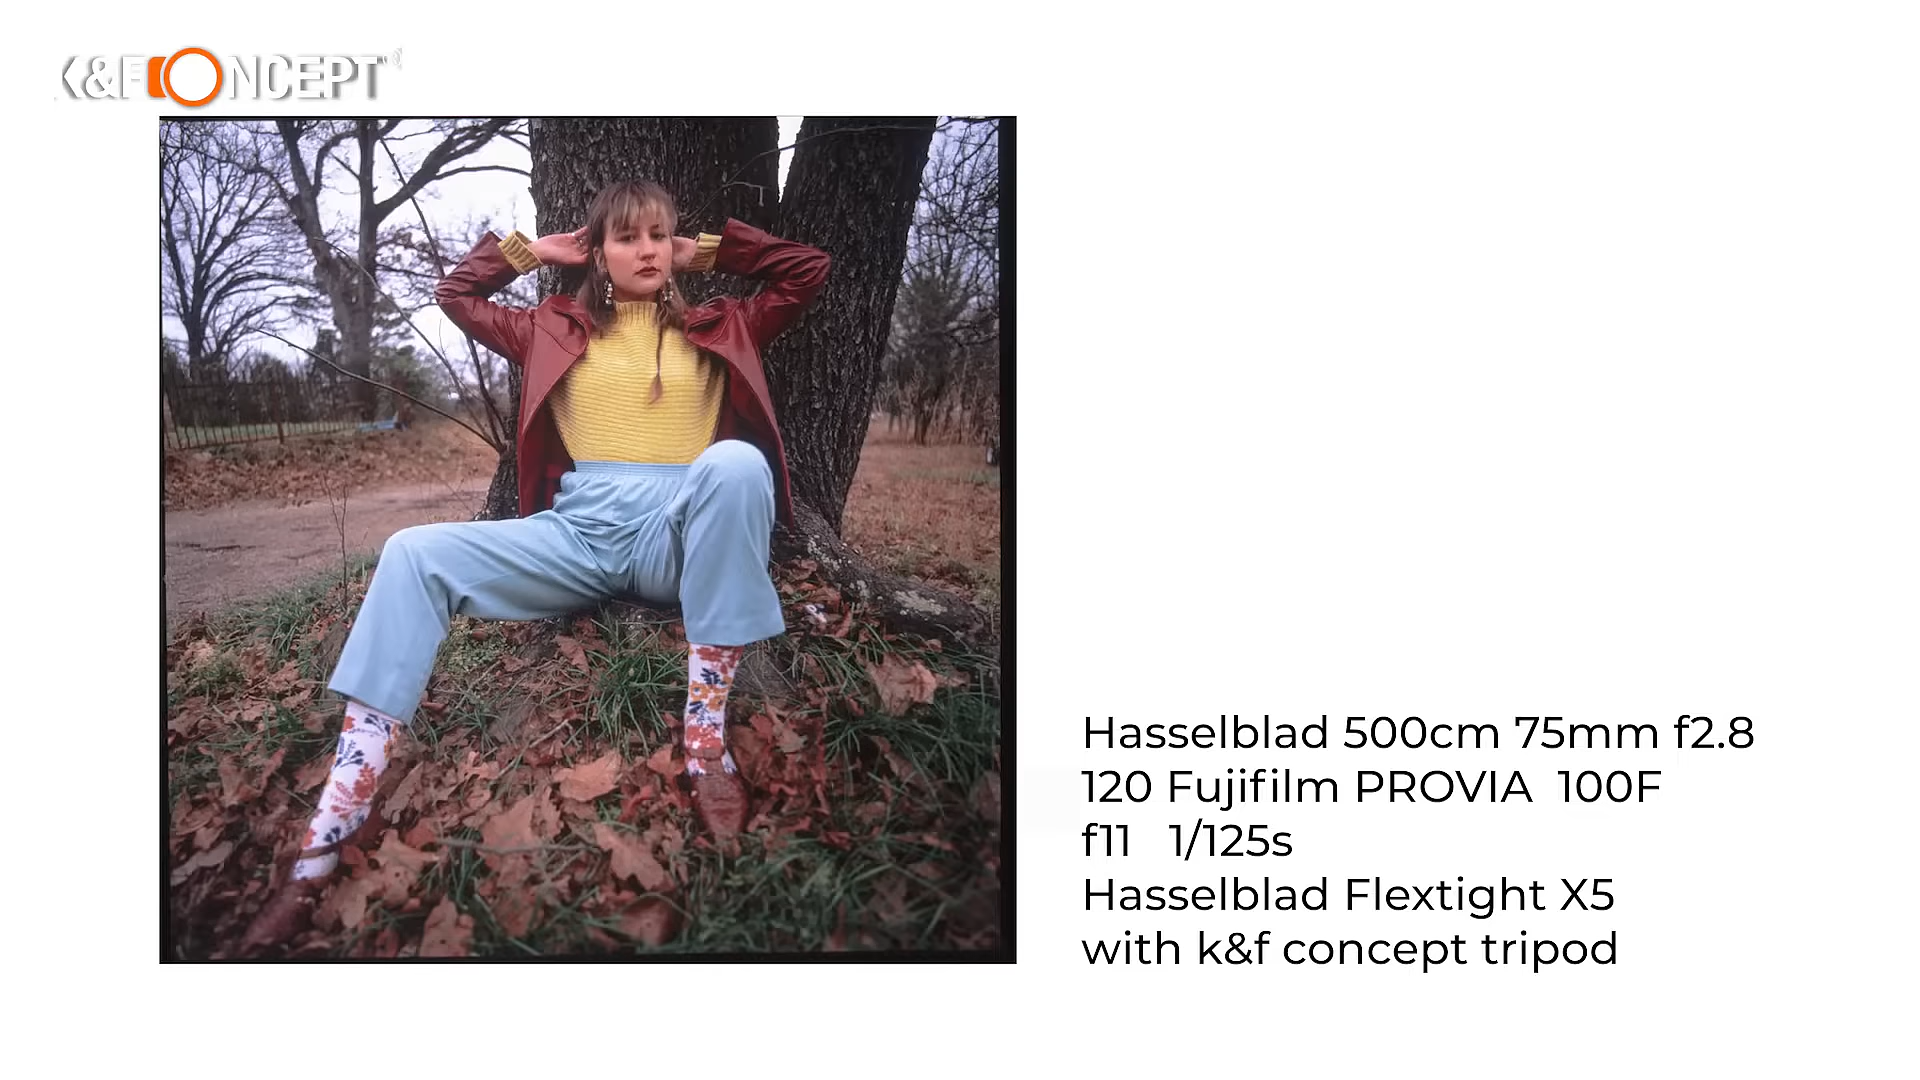 K&F CONCEPT
Hasselblad 500cm 75mm f2.8
120 Fujifilm PROVIA 100F
f11 1/125s
Hasselblad Flextight X5
with k&f concept tripod